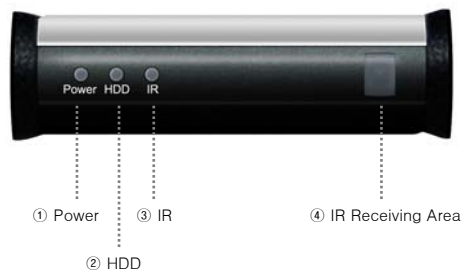 Power HDD IR
① Power
③ IR
④ IR Receiving Area
② HDD